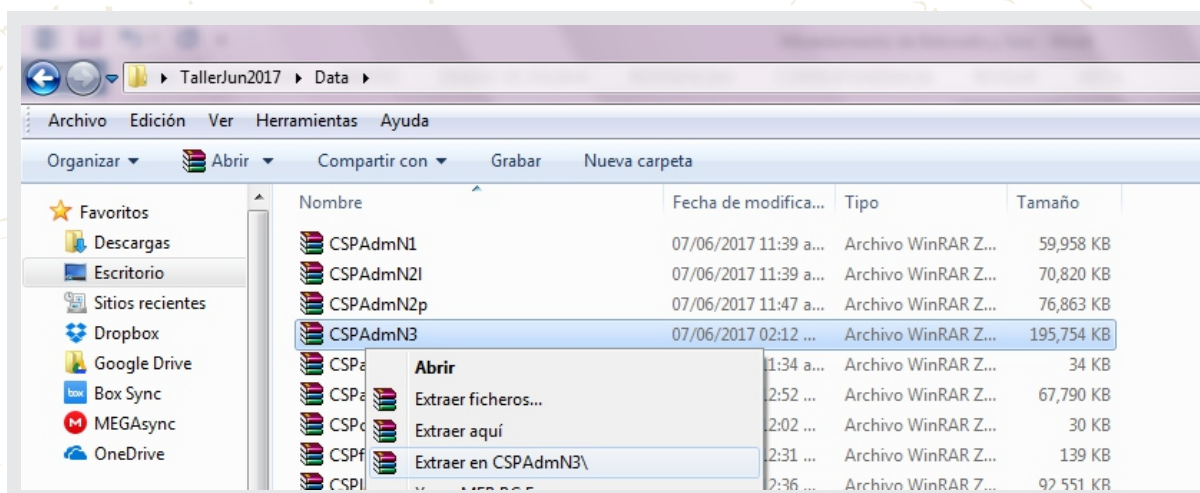 TallerJun2017 ▸ Data ▸
Archivo Edición Ver Herramientas Ayuda
Organizar Abrir Compartir con Grabar Nueva carpeta
Favoritos
Descargas
Escritorio
Sitios recientes
Dropbox
Google Drive
box Box Sync
M MEGAsync
OneDrive
Nombre Fecha de modifica... Tipo Tamaño
CSPAdmN1 07/06/2017 11:39 a... Archivo WinRAR Z... 59,958 KB
CSPAdmN2l 07/06/2017 11:39 a... Archivo WinRAR Z... 70,820 KB
CSPAdmN2p 07/06/2017 11:47 a... Archivo WinRAR Z... 76,863 KB
CSPAdmN3 07/06/2017 02:12 ... Archivo WinRAR Z... 195,754 KB
11:34 a... Archivo WinRAR Z... 34 KB
2:52 ... Archivo WinRAR Z... 67,790 KB
2:02 ... Archivo WinRAR Z... 30 KB
2:31 ... Archivo WinRAR Z... 139 KB
2:36 ... Archivo WinRAR Z... 92,551 KB
Abrir
Extraer ficheros...
Extraer aquí
Extraer en CSPAdmN3\